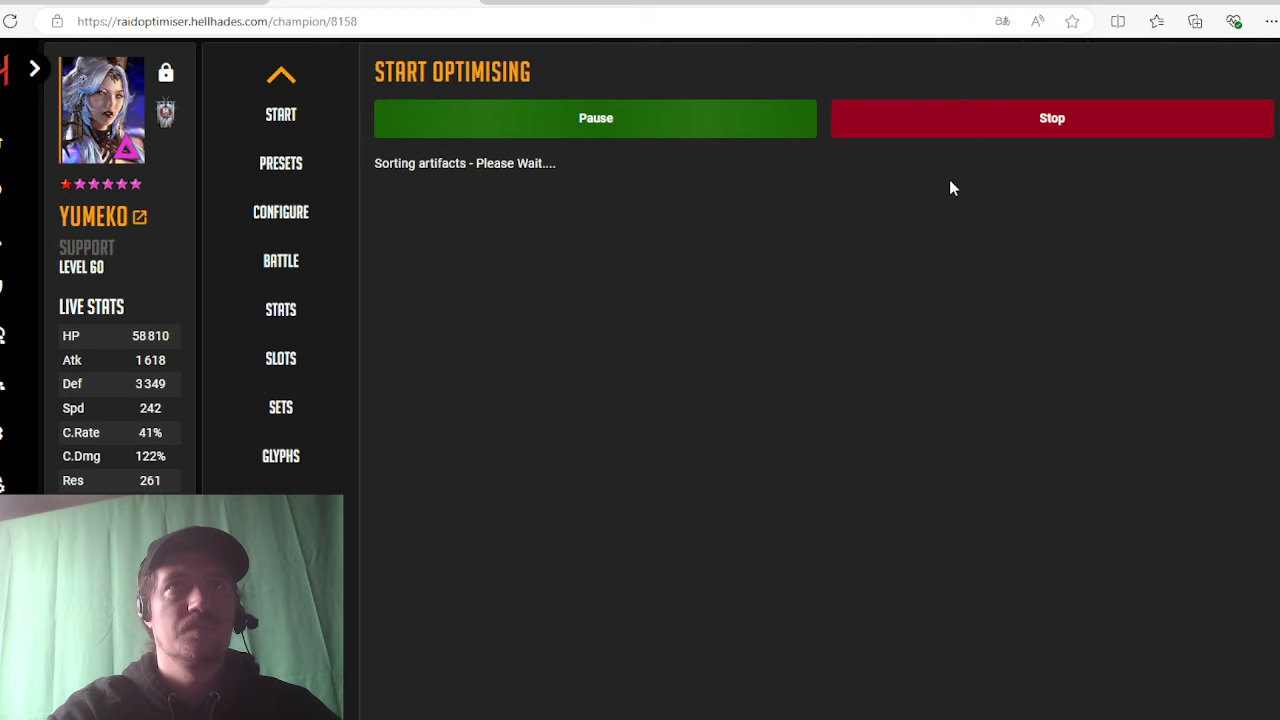 https://raidoptimiser.hellhades.com/champion/8158
YUMEKO
SUPPORT
LEVEL 60
LIVE STATS
HP 58 810
Atk 1 618
Def 3 349
Spd 242
C.Rate 41%
C.Dmg 122%
Res 261
START
PRESETS
CONFIGURE
BATTLE
STATS
SLOTS
SETS
GLYPHS
START OPTIMISING
Pause
Stop
Sorting artifacts - Please Wait....